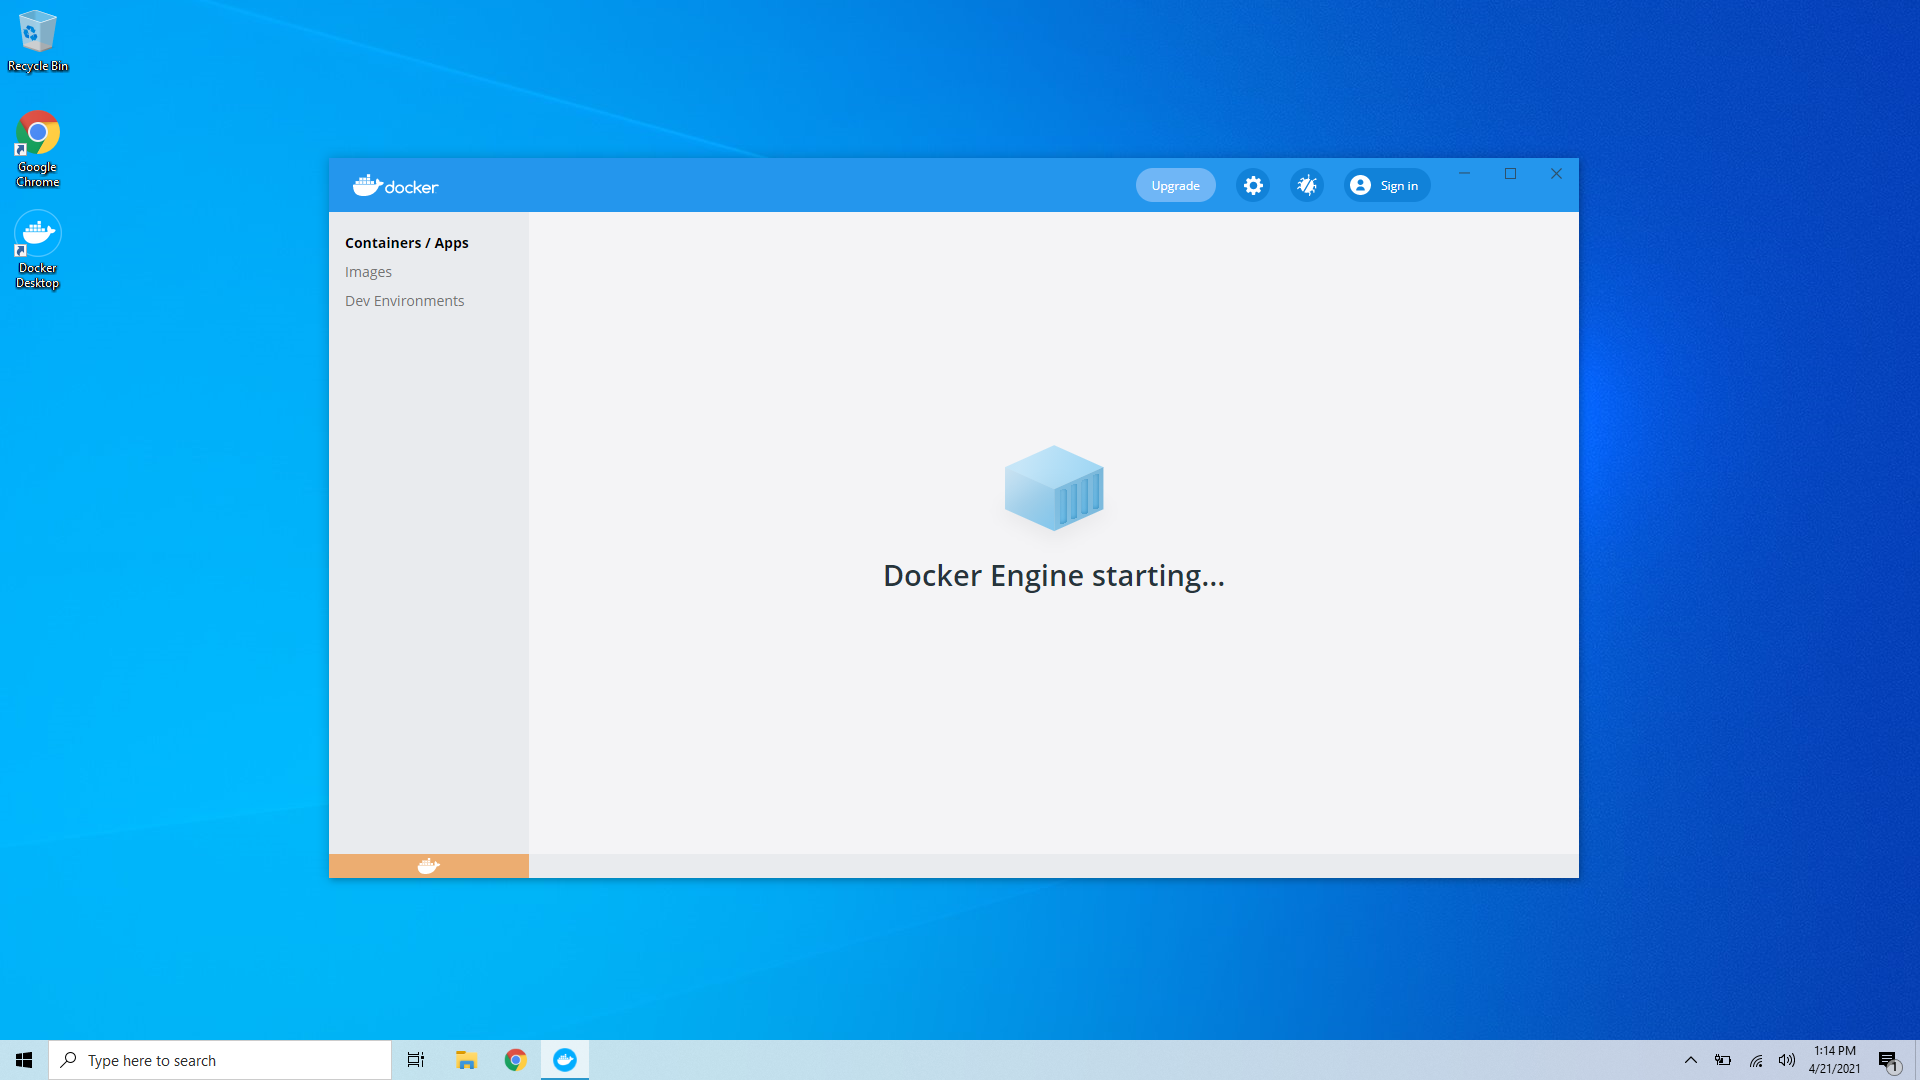 Recycle Bin
Google
Chrome
Docker
Desktop
docker
Upgrade
Sign in
Containers / Apps
Images
Dev Environments
Docker Engine starting...
Type here to search
1:14 PM
4/21/2021
1